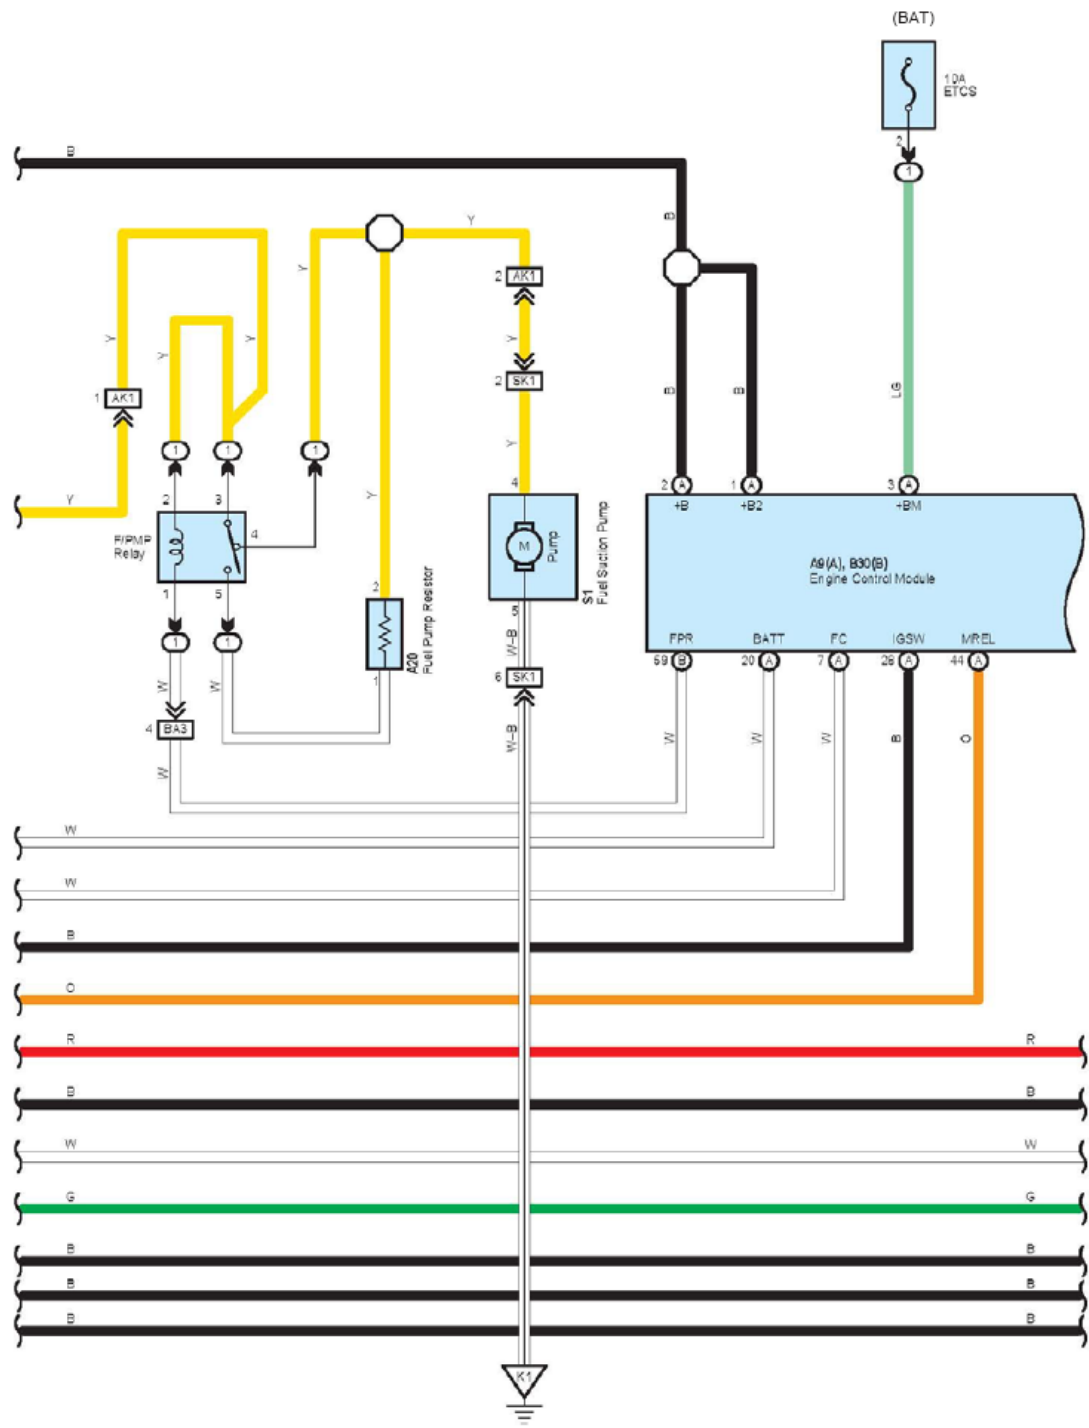 (BAT)
10A
ETCS
2
1
B
B
Y
Y
2 AK1
Y
Y
Y
Y
1 AK1
2 SK1
B
B
LG
1
1
1
Y
Y
Y
2
3
4
F/PMP
Relay
1
5
4
M
Pump
S1
Fuel Suction Pump
5
2 A
+B
1 A
+B2
3 A
+BM
A9(A), B30(B)
Engine Control Module
FPR
BATT
FC
IGSW
MREL
59 B
20 A
7 A
28 A
44 A
2
A20
Fuel Pump Resistor
1
1
1
W
W
W-B
6 SK1
4 BA3
W
W-B
W
W
W
B
O
W
W
B
O
R
R
B
B
W
W
G
G
B
B
B
B
B
B
K1